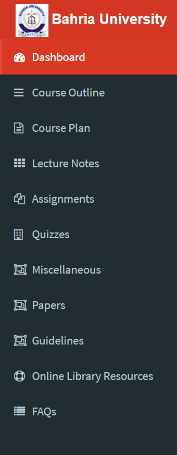 Bahria University
Dashboard
Course Outline
Course Plan
Lecture Notes
Assignments
Quizzes
Miscellaneous
Papers
Guidelines
Online Library Resources
FAQs